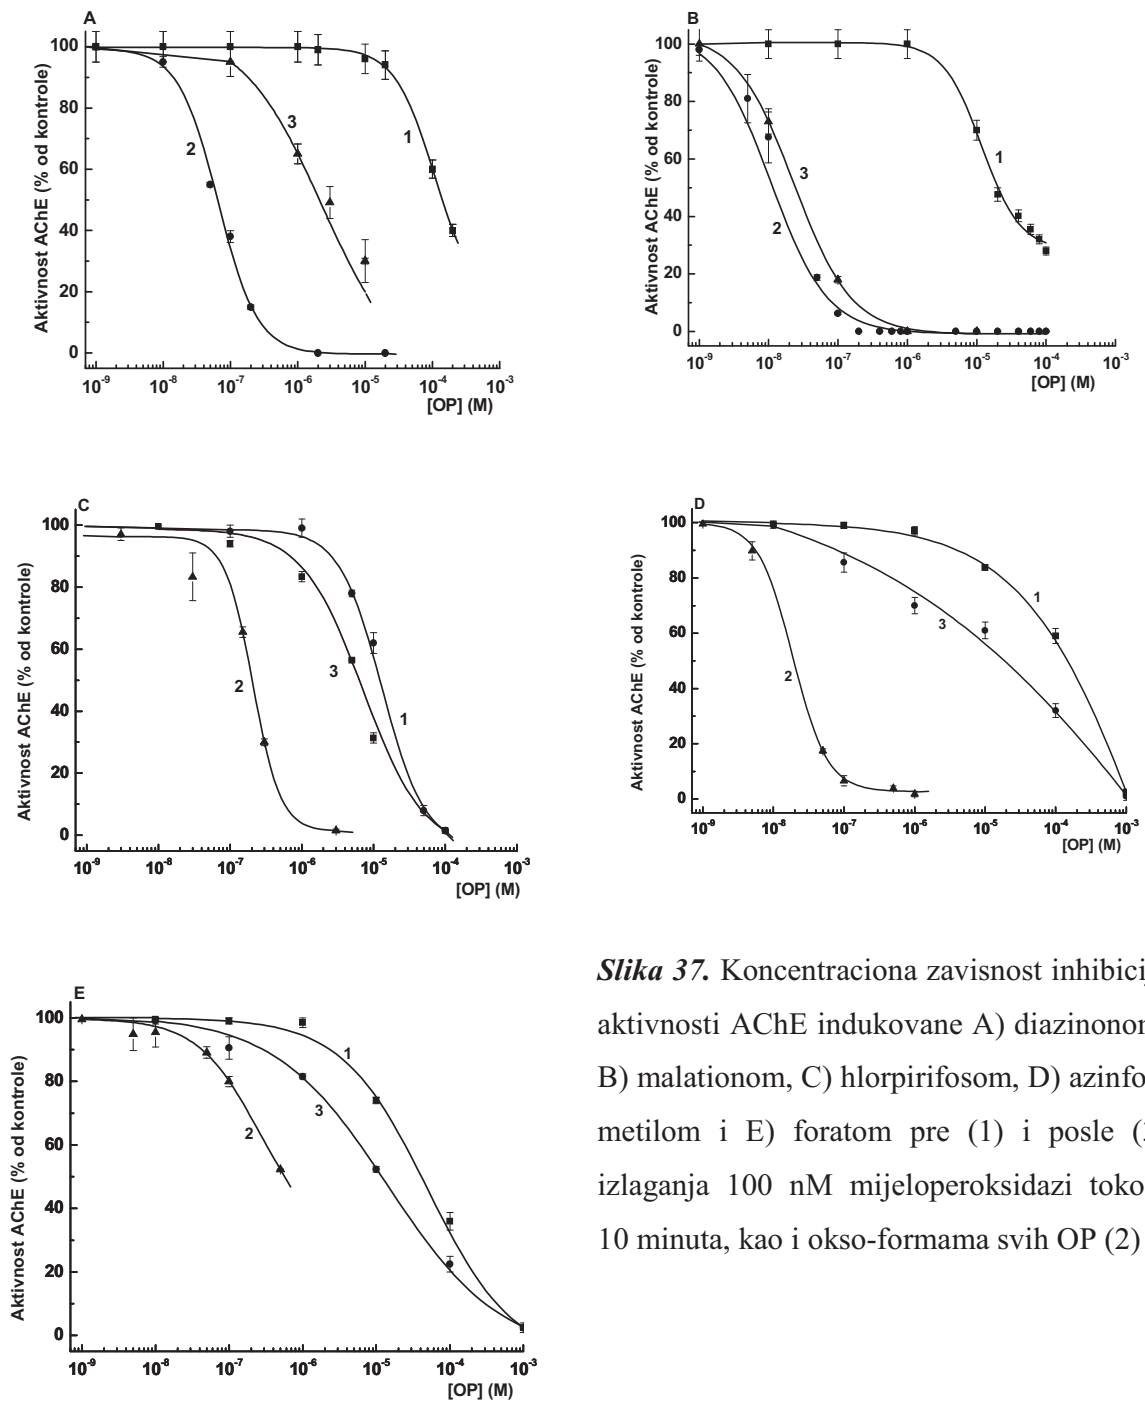 A
Aktivnost AChE (% od kontrole)
100
80
60
40
20
0
1
2
3
10⁻⁹ 10⁻⁸ 10⁻⁷ 10⁻⁶ 10⁻⁵ 10⁻⁴ 10⁻³
[OP] (M)
B
Aktivnost AChE (% od kontrole)
100
80
60
40
20
0
1
3
2
10⁻⁹ 10⁻⁸ 10⁻⁷ 10⁻⁶ 10⁻⁵ 10⁻⁴ 10⁻³
[OP] (M)
C
Aktivnost AChE (% od kontrole)
100
80
60
40
20
0
3
2
1
10⁻⁹ 10⁻⁸ 10⁻⁷ 10⁻⁶ 10⁻⁵ 10⁻⁴ 10⁻³
[OP] (M)
D
Aktivnost AChE (% od kontrole)
100
80
60
40
20
0
1
3
2
10⁻⁹ 10⁻⁸ 10⁻⁷ 10⁻⁶ 10⁻⁵ 10⁻⁴ 10⁻³
[OP] (M)
E
Aktivnost AChE (% od kontrole)
100
80
60
40
20
0
1
3
2
10⁻⁹ 10⁻⁸ 10⁻⁷ 10⁻⁶ 10⁻⁵ 10⁻⁴ 10⁻³
[OP] (M)
Slika 37. Koncentraciona zavisnost
aktivnosti AChE indukovane A)
B) malationom, C) hlorpirifosom, D)
metilom i E) foratom pre (1) i posle
izlaganja 100 nM mijeloperoksidazi
10 minuta, kao i okso-formama svih OP (2)